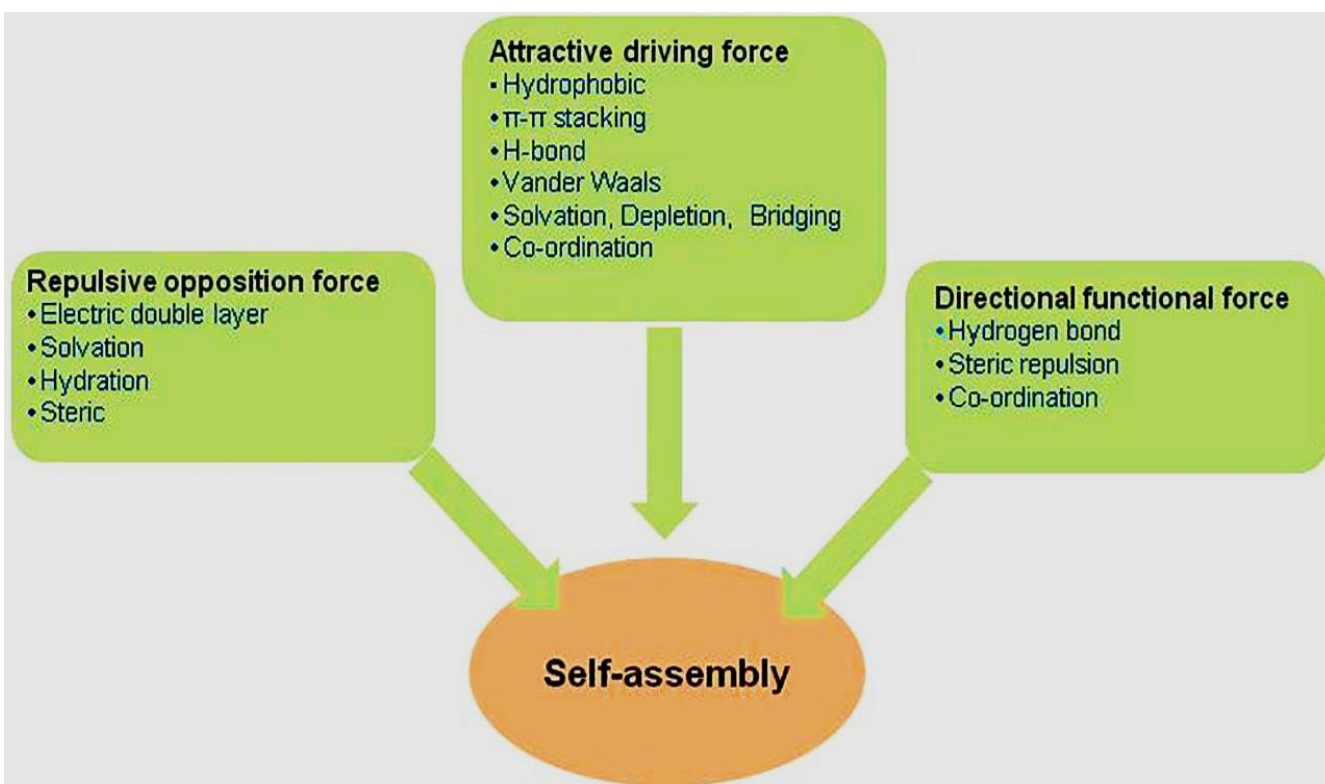 Attractive driving force
• Hydrophobic
• π-π stacking
• H-bond
• Vander Waals
• Solvation, Depletion, Bridging
• Co-ordination
Repulsive opposition force
• Electric double layer
• Solvation
• Hydration
• Steric
Directional functional force
• Hydrogen bond
• Steric repulsion
• Co-ordination
Self-assembly